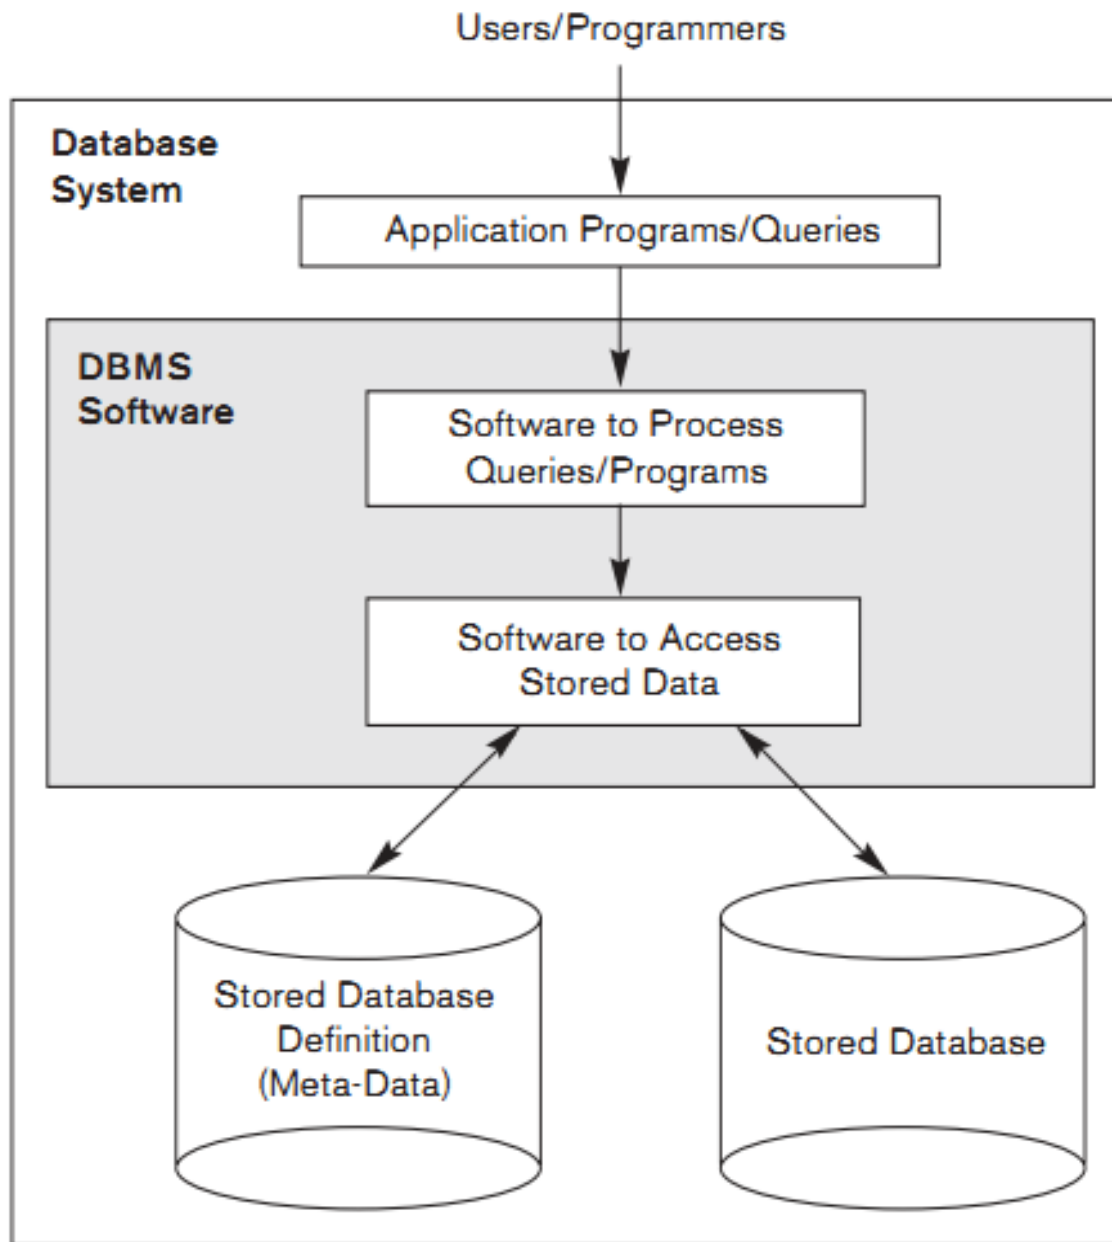 Users/Programmers
Database
System
Application Programs/Queries
DBMS
Software
Software to Process
Queries/Programs
Software to Access
Stored Data
Stored Database
Definition
(Meta-Data)
Stored Database